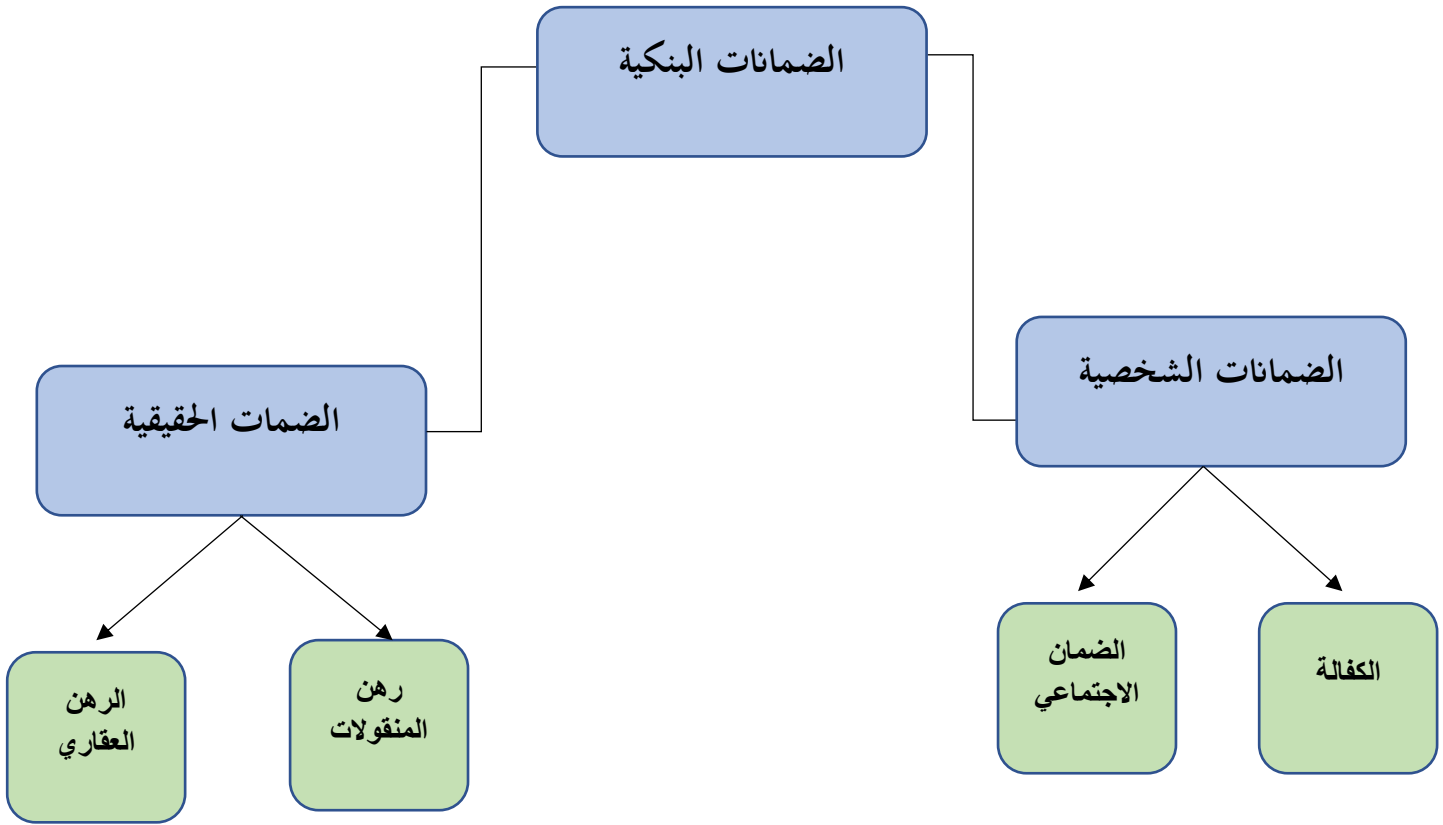 الضمانات البنكية
الضمانات الشخصية
الضمات الحقيقية
الكفالة
الضمان
الاجتماعي
رهن
المنقولات
الرهن
العقاري